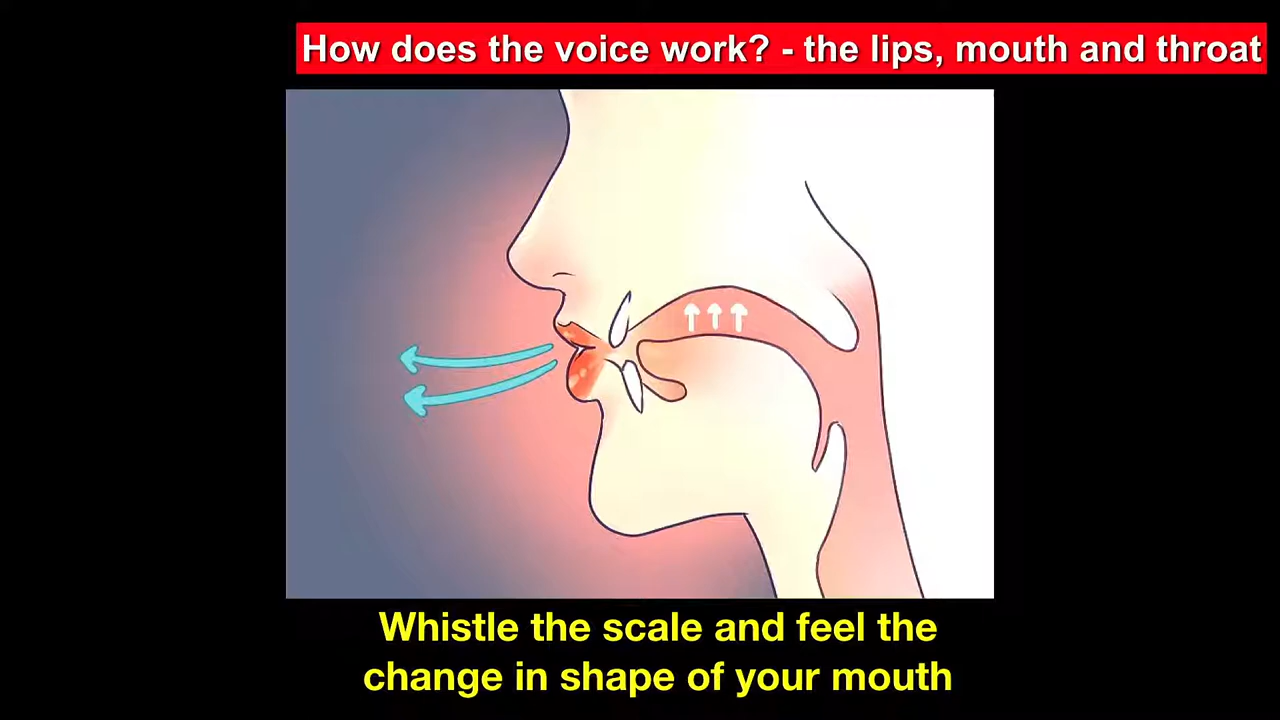 How does the voice work? - the lips, mouth and throat
Whistle the scale and feel the
change in shape of your mouth